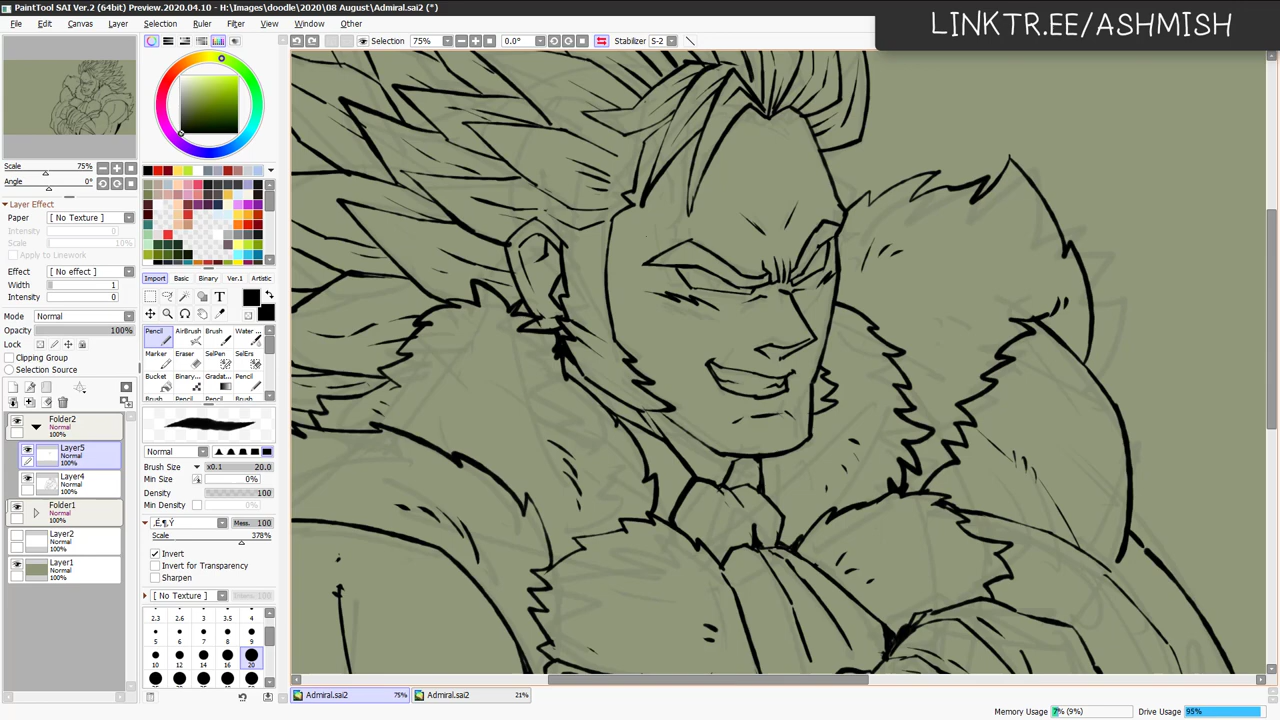 PaintTool SAI Ver.2 (64bit) Preview.2020.04.10 - H:\Images\doodle\2020\08 August\Admiral.sai2 (*)
LINKTR.EE/ASHMISH
File Edit Canvas Layer Selection Ruler Filter View Window Other
Selection 75% 0.0° Stabilizer S-2
Scale 75%
Angle 0°
Layer Effect
Paper [ No Texture ]
Intensity 0
Scale 10%
Apply to Linework
Effect [ No effect ]
Width 1
Intensity 0
Mode Normal
Opacity 100%
Lock
Clipping Group
Selection Source
Folder2
Normal
100%
Layer5
Normal
100%
Layer4
Normal
100%
Folder1
Normal
100%
Layer2
Normal
100%
Layer1
Normal
100%
Import Basic Binary Ver.1 Artistic
T
Pencil AirBrush Brush Water ...
Marker Eraser SelPen SelErs
Bucket Binary... Gradat... Pencil
Brush Pencil Pencil Brush
Normal
Brush Size x0.1 20.0
Min Size 0%
Density 100
Min Density 0%
‚É‚¶‚Ý Mess. 100
Scale 378%
Invert
Invert for Transparency
Sharpen
[ No Texture ]
2.3 2.6 3 3.5 4
5 6 7 8 9
10 12 14 16 20
Admiral.sai2 75% Admiral.sai2 21%
Memory Usage 7% (9%) Drive Usage 95%